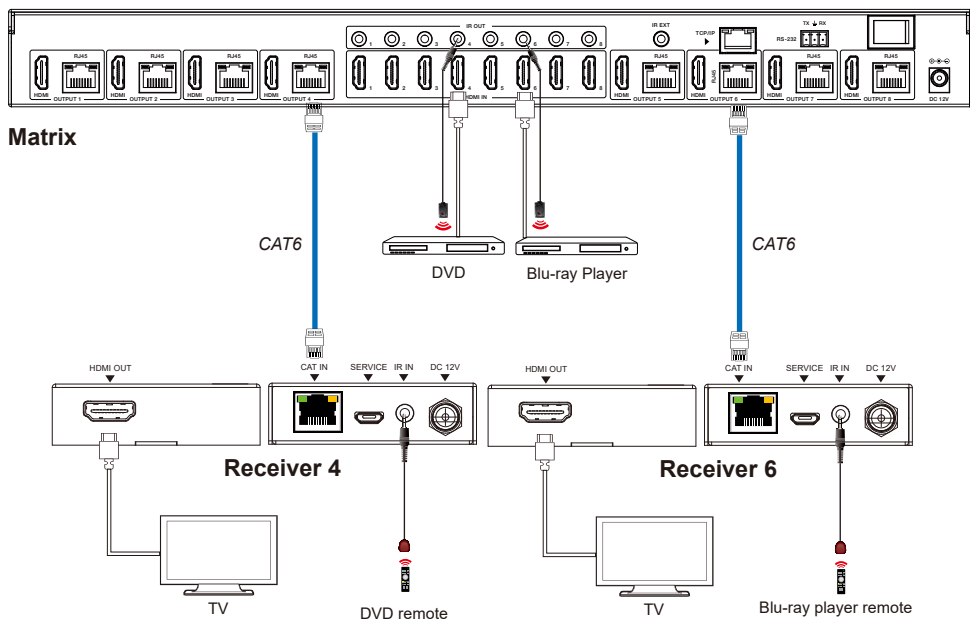 IR OUT
IR EXT
TX RX
TCP/IP
RS-232
1 2 3 4 5 6 7 8
RJ45 RJ45 RJ45 RJ45 RJ45 RJ45 RJ45 RJ45
HDMI HDMI HDMI HDMI 1 2 3 4 5 6 7 8 HDMI HDMI HDMI HDMI
OUTPUT 1 OUTPUT 2 OUTPUT 3 OUTPUT 4 HDMI IN OUTPUT 5 OUTPUT 6 OUTPUT 7 OUTPUT 8 DC 12V
Matrix
CAT6
CAT6
DVD
Blu-ray Player
HDMI OUT
CAT IN SERVICE IR IN DC 12V
HDMI OUT
CAT IN SERVICE IR IN DC 12V
Receiver 4
Receiver 6
TV
DVD remote
TV
Blu-ray player remote